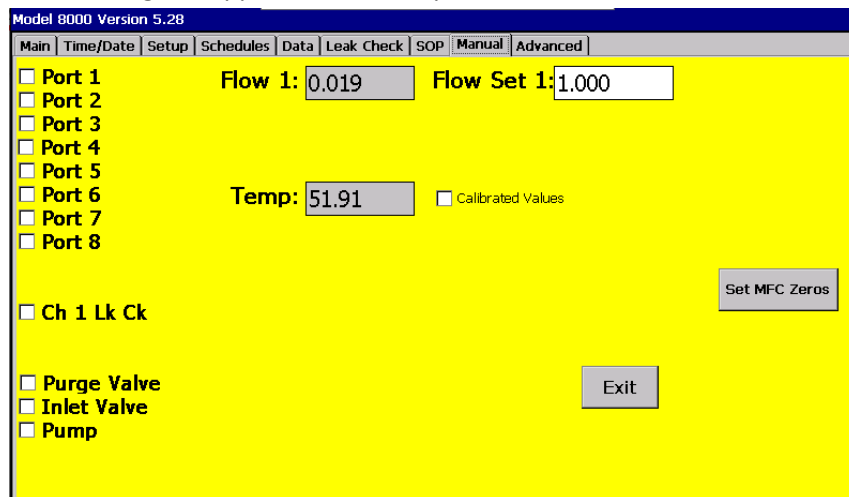 Model 8000 Version 5.28
Main Time/Date Setup Schedules Data Leak Check SOP Manual Advanced
Port 1 Flow 1: 0.019 Flow Set 1: 1.000
Port 2
Port 3
Port 4
Port 5
Port 6 Temp: 51.91 Calibrated Values
Port 7
Port 8
Set MFC Zeros
Ch 1 Lk Ck
Purge Valve Exit
Inlet Valve
Pump